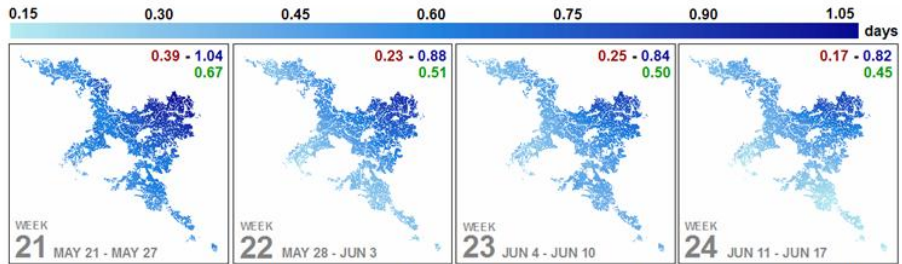 0.15 0.30 0.45 0.60 0.75 0.90 1.05
days
0.39 - 1.04
0.67
WEEK
21 MAY 21 - MAY 27
0.23 - 0.88
0.51
WEEK
22 MAY 28 - JUN 3
0.25 - 0.84
0.50
WEEK
23 JUN 4 - JUN 10
0.17 - 0.82
0.45
WEEK
24 JUN 11 - JUN 17